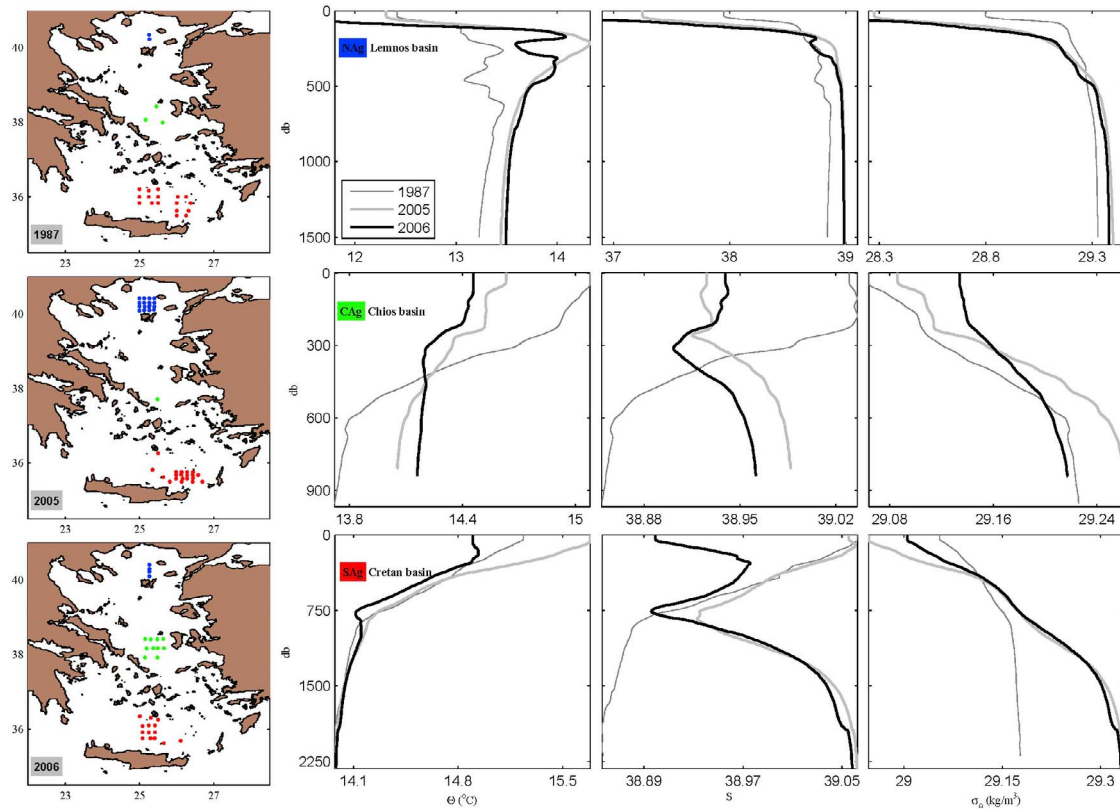 40
38
36
1987
23 25 27
0
500
1000
1500
db
NAg Lemnos basin
1987
2005
2006
12 13 14
37 38 39
28.3 28.8 29.3
40
38
36
2005
23 25 27
0
300
600
900
db
CAg Chios basin
13.8 14.4 15
38.88 38.95 39.02
29.08 29.16 29.24
40
38
36
2006
23 25 27
0
750
1500
2250
db
SAg Cretan basin
14.1 14.8 15.5
38.89 38.97 39.05
29 29.15 29.3
Θ (°C)
S
σθ (kg/m³)